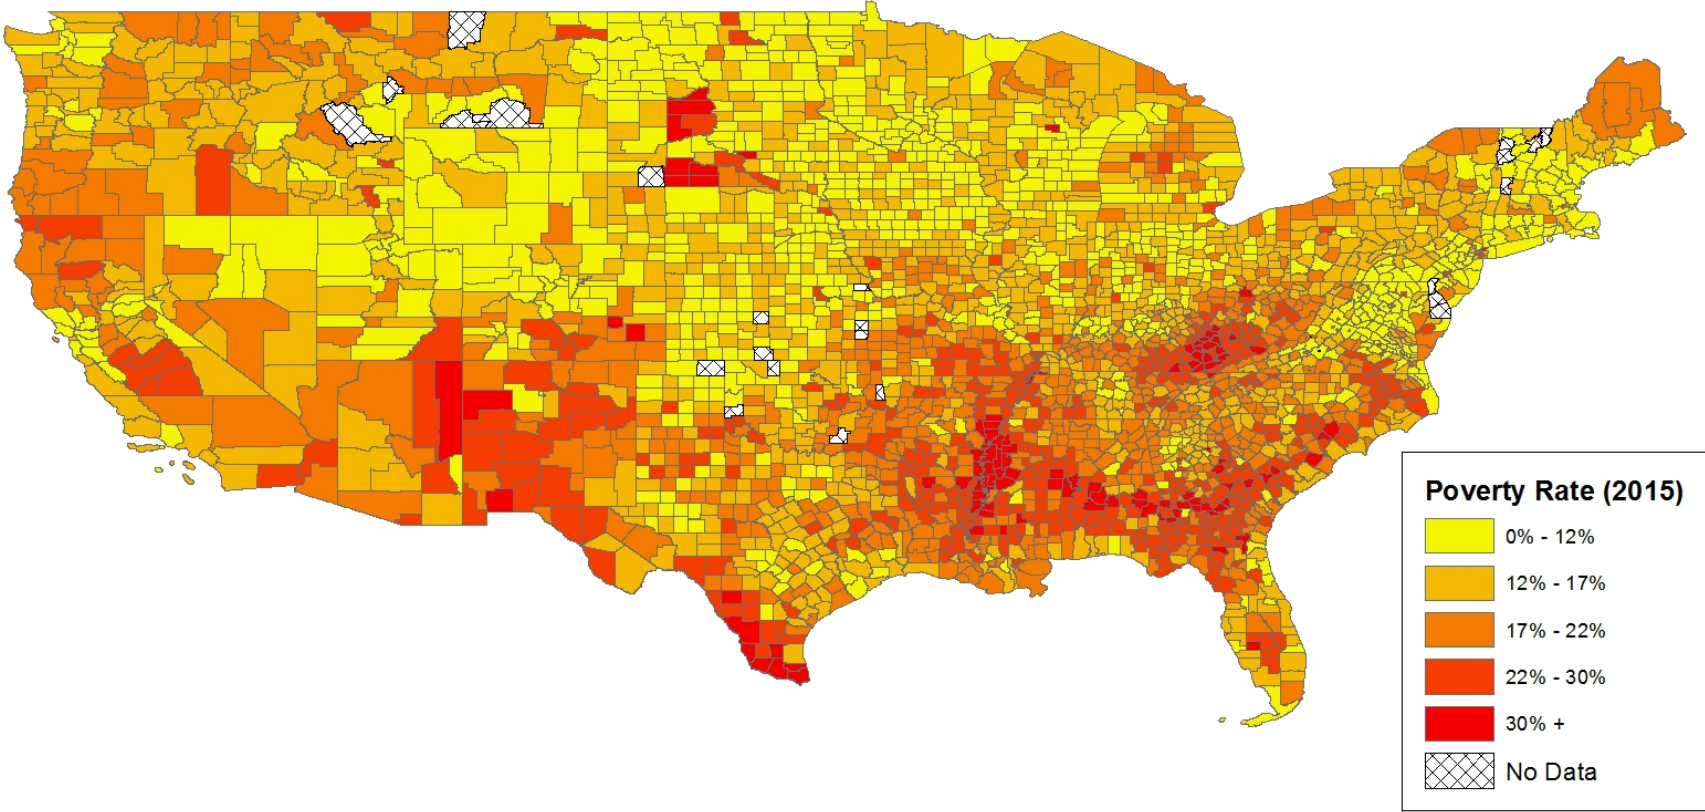 Poverty Rate (2015)
0% - 12%
12% - 17%
17% - 22%
22% - 30%
30% +
No Data